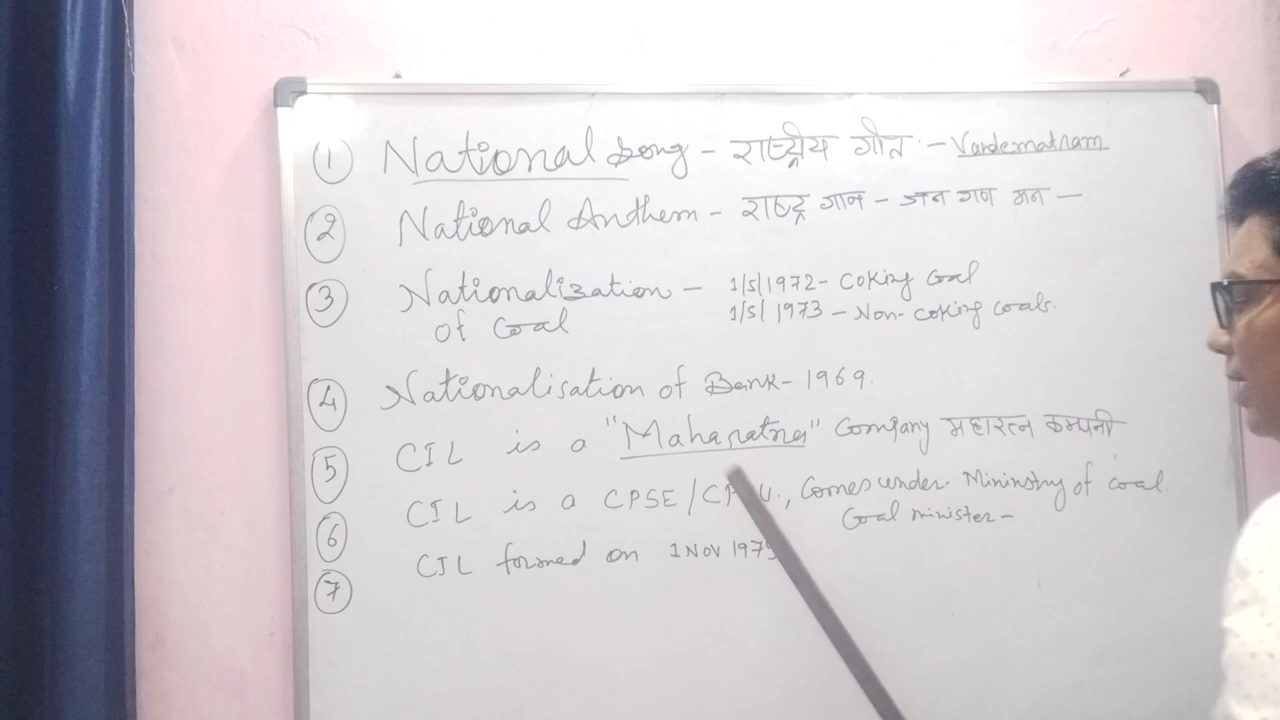 ① National Song - राष्ट्रीय गीत - Vandematram
② National Anthem - राष्ट्र गान - जन गण मन -
③ Nationalization - 1/5/1972 - Coking Coal
of Coal 1/5/1973 - Non-coking coals.
④ Nationalisation of Bank - 1969.
⑤ CIL is a "Maharatna" Company महारत्न कम्पनी
⑥ CIL is a CPSE / Comes under Mininstry of coal.
Coal minister -
⑦ CIL formed on 1 NOV 1975